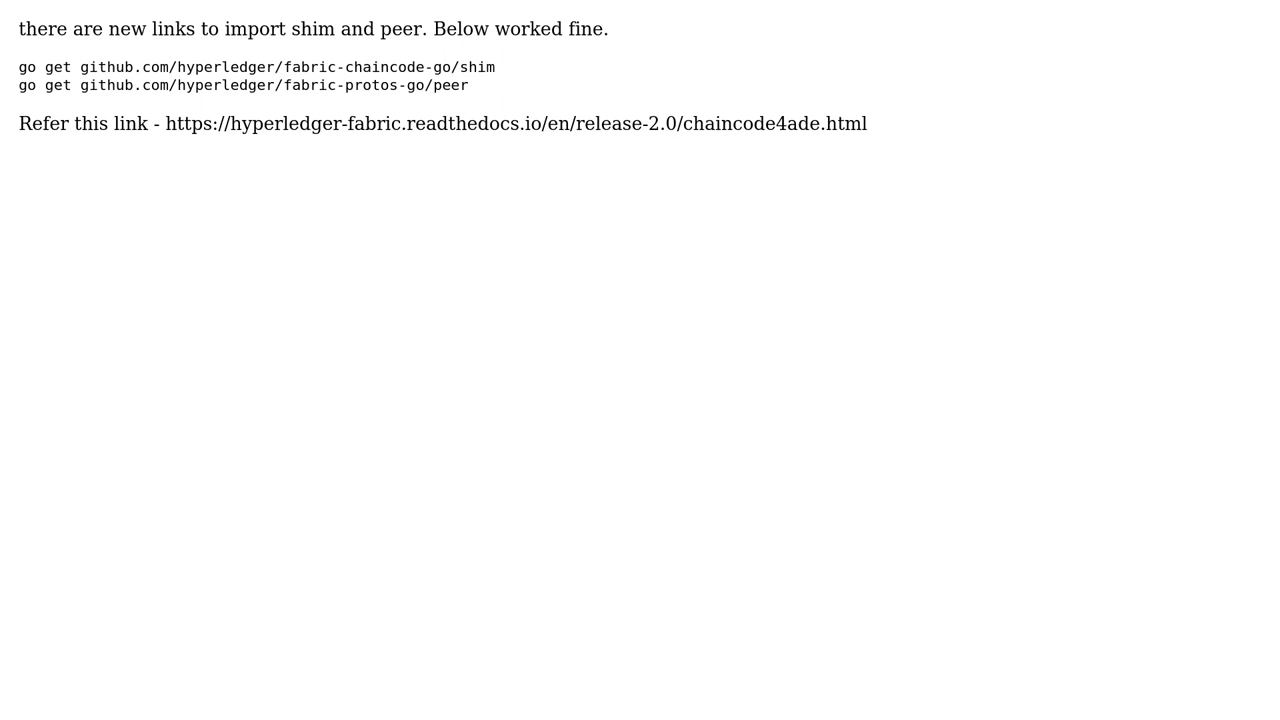 there are new links to import shim and peer. Below worked fine.
go get github.com/hyperledger/fabric-chaincode-go/shim
go get github.com/hyperledger/fabric-protos-go/peer
Refer this link - https://hyperledger-fabric.readthedocs.io/en/release-2.0/chaincode4ade.html